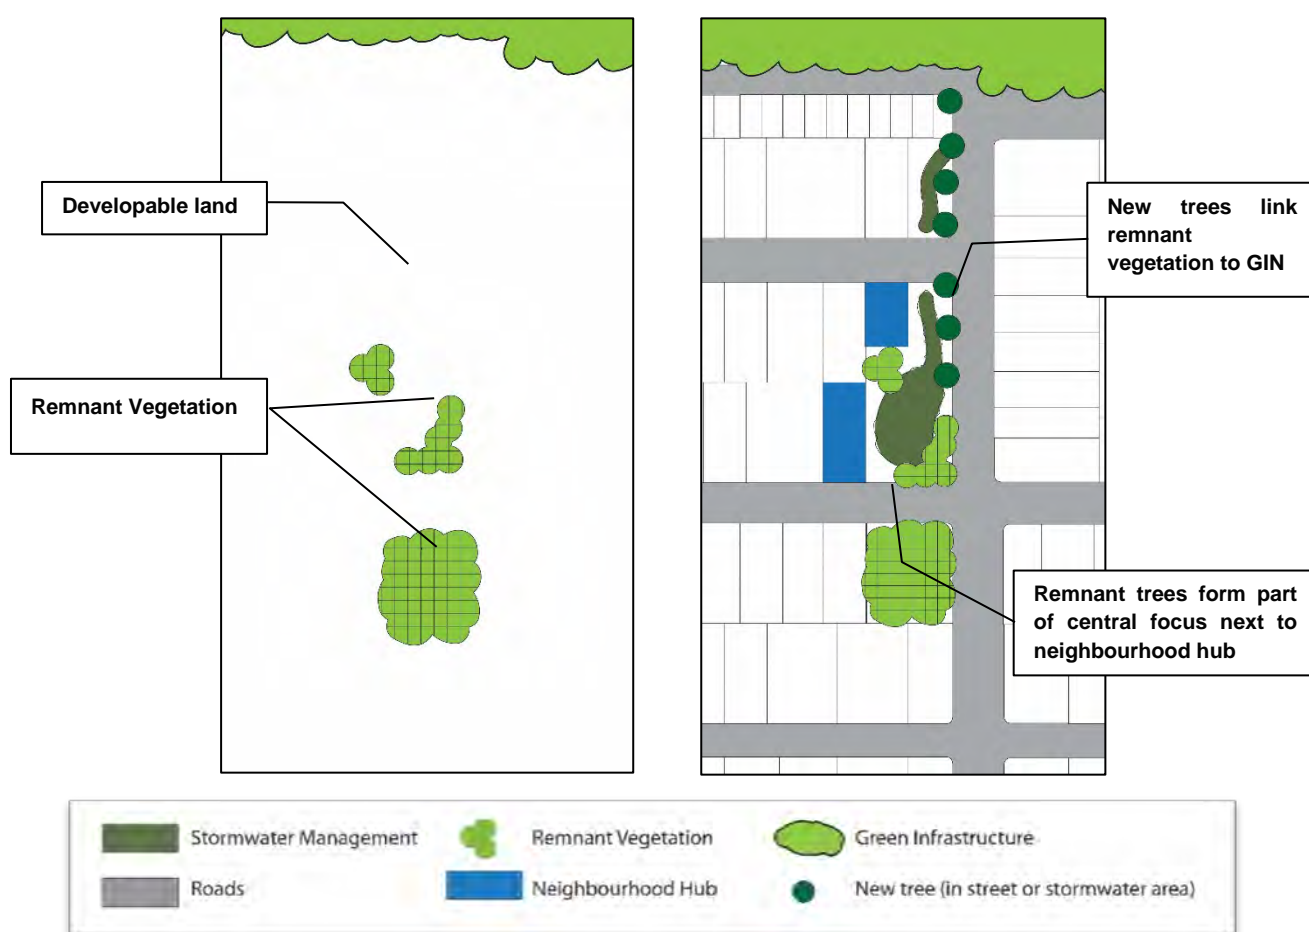 Developable land
Remnant Vegetation
New trees link
remnant
vegetation to GIN
Remnant trees form part
of central focus next to
neighbourhood hub
Stormwater Management
Remnant Vegetation
Green Infrastructure
Roads
Neighbourhood Hub
New tree (in street or stormwater area)